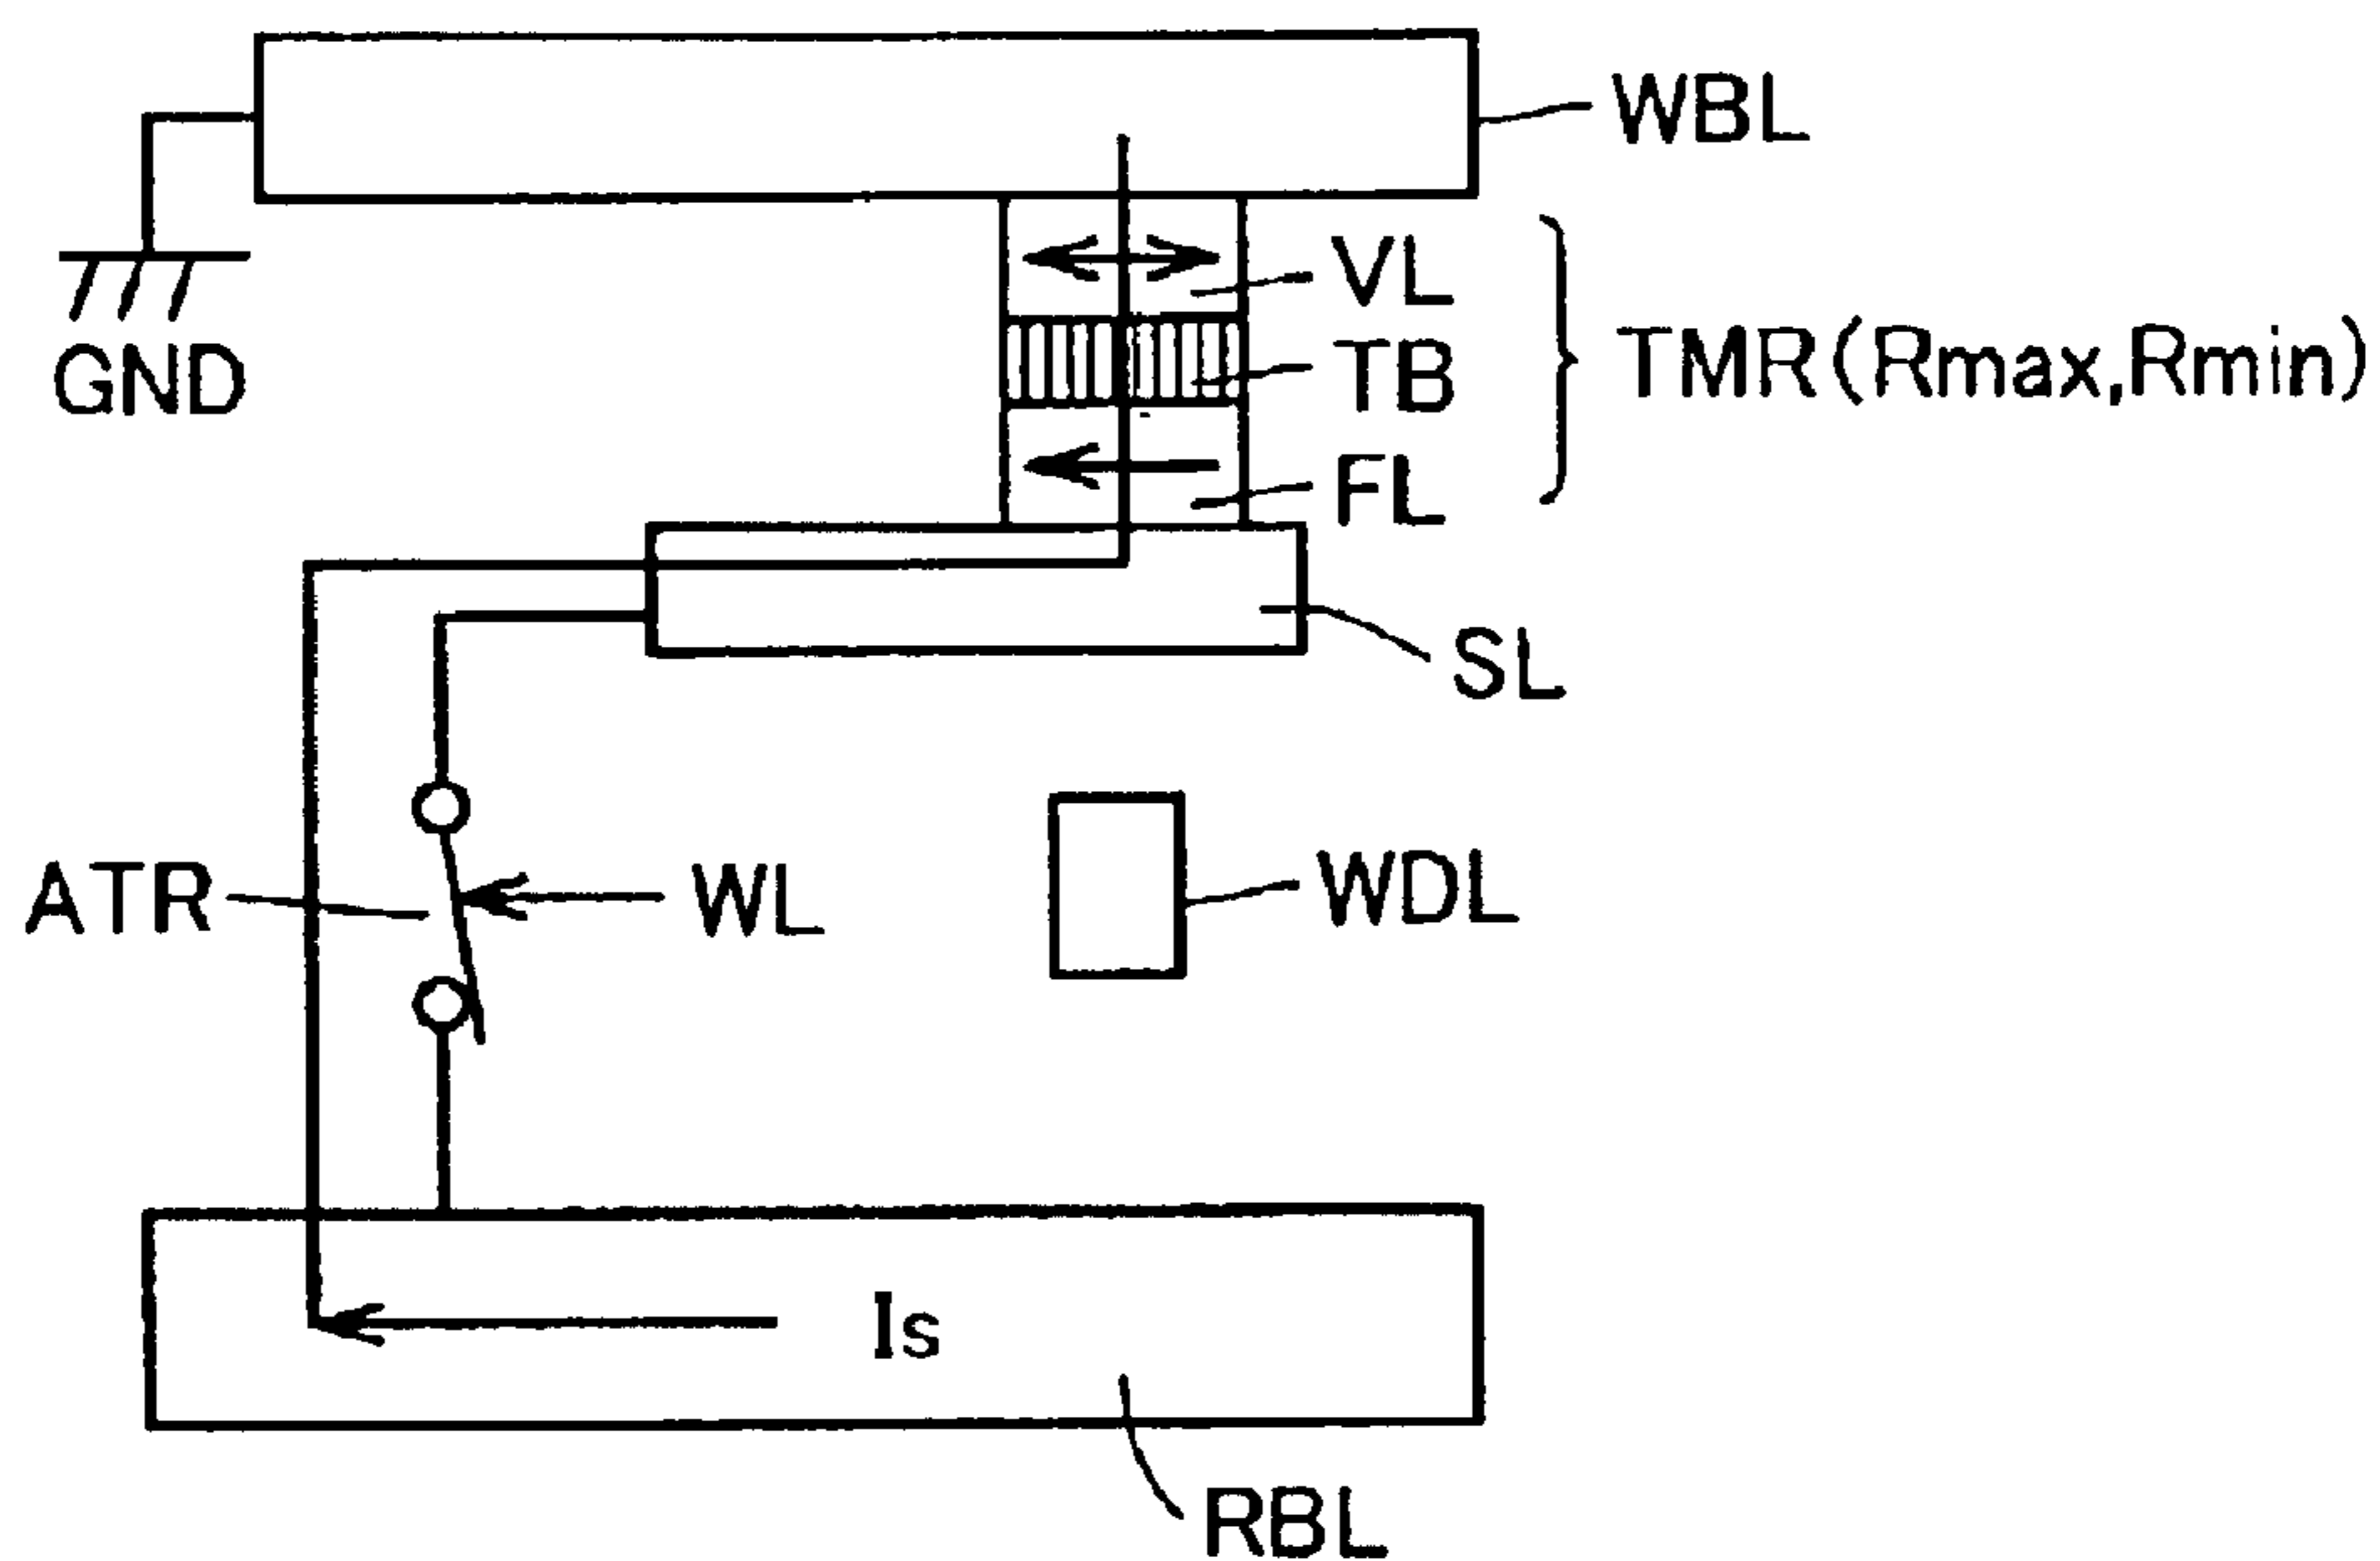 WBL
VL
TMR(Rmax,Rmin)
GND
TB
FL
SL
ATR
WL
WDL
Is
RBL